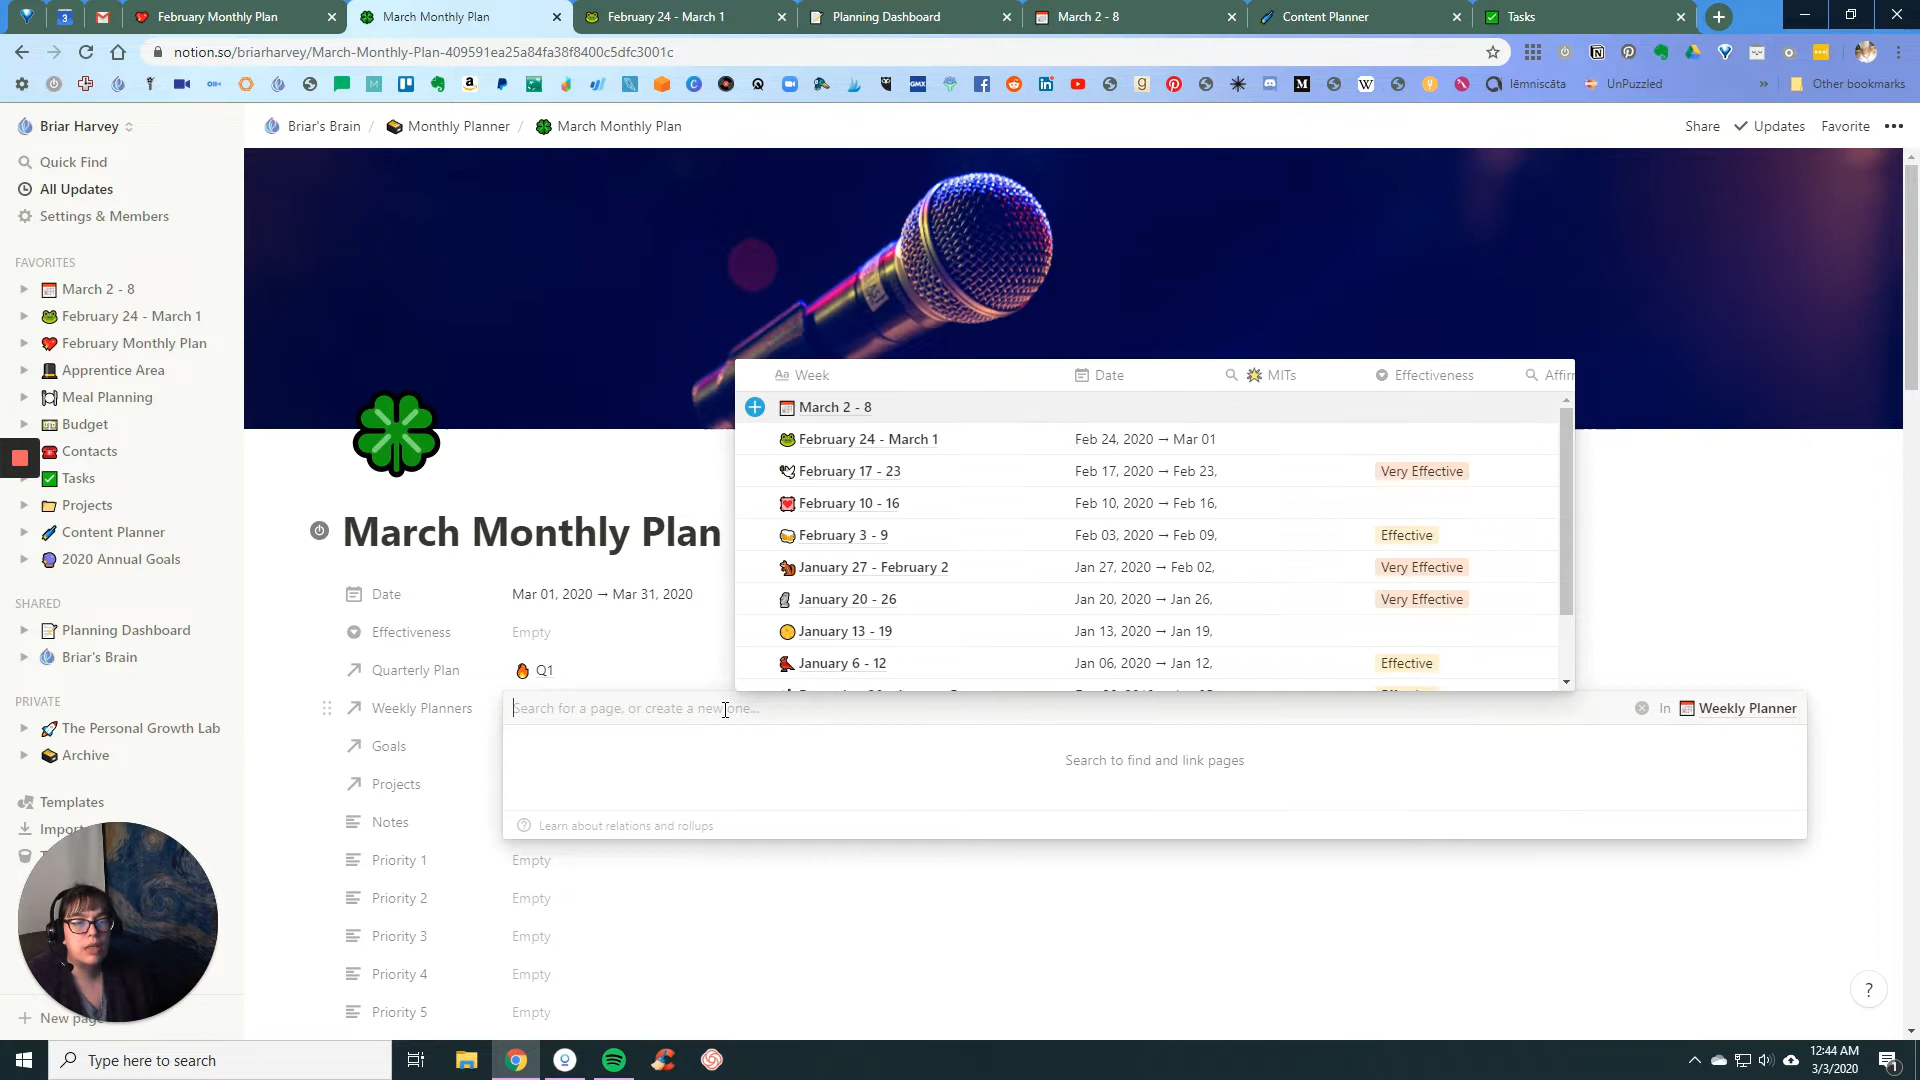 February Monthly Plan
March Monthly Plan
February 24 - March 1
Planning Dashboard
March 2 - 8
Content Planner
Tasks
notion.so/briarharvey/March-Monthly-Plan-409591ea25a84fa38f8400c5dfc3001c
lēmniscāta
UnPuzzled
Other bookmarks
Briar Harvey
Briar's Brain / Monthly Planner / March Monthly Plan
Share Updates Favorite
Quick Find
All Updates
Settings & Members
FAVORITES
March 2 - 8
February 24 - March 1
February Monthly Plan
Apprentice Area
Meal Planning
Budget
Contacts
Tasks
Projects
Content Planner
2020 Annual Goals
SHARED
Planning Dashboard
Briar's Brain
PRIVATE
The Personal Growth Lab
Archive
Templates
Import
New page
March Monthly Plan
Date Mar 01, 2020 → Mar 31, 2020
Effectiveness Empty
Quarterly Plan Q1
Weekly Planners Search for a page, or create a new one... In Weekly Planner
Goals
Projects
Notes
Search to find and link pages
Learn about relations and rollups
Priority 1 Empty
Priority 2 Empty
Priority 3 Empty
Priority 4 Empty
Priority 5 Empty
Aa Week Date MITs Effectiveness Affir
March 2 - 8
February 24 - March 1 Feb 24, 2020 → Mar 01
February 17 - 23 Feb 17, 2020 → Feb 23, Very Effective
February 10 - 16 Feb 10, 2020 → Feb 16,
February 3 - 9 Feb 03, 2020 → Feb 09, Effective
January 27 - February 2 Jan 27, 2020 → Feb 02, Very Effective
January 20 - 26 Jan 20, 2020 → Jan 26, Very Effective
January 13 - 19 Jan 13, 2020 → Jan 19,
January 6 - 12 Jan 06, 2020 → Jan 12, Effective
?
Type here to search
12:44 AM
3/3/2020